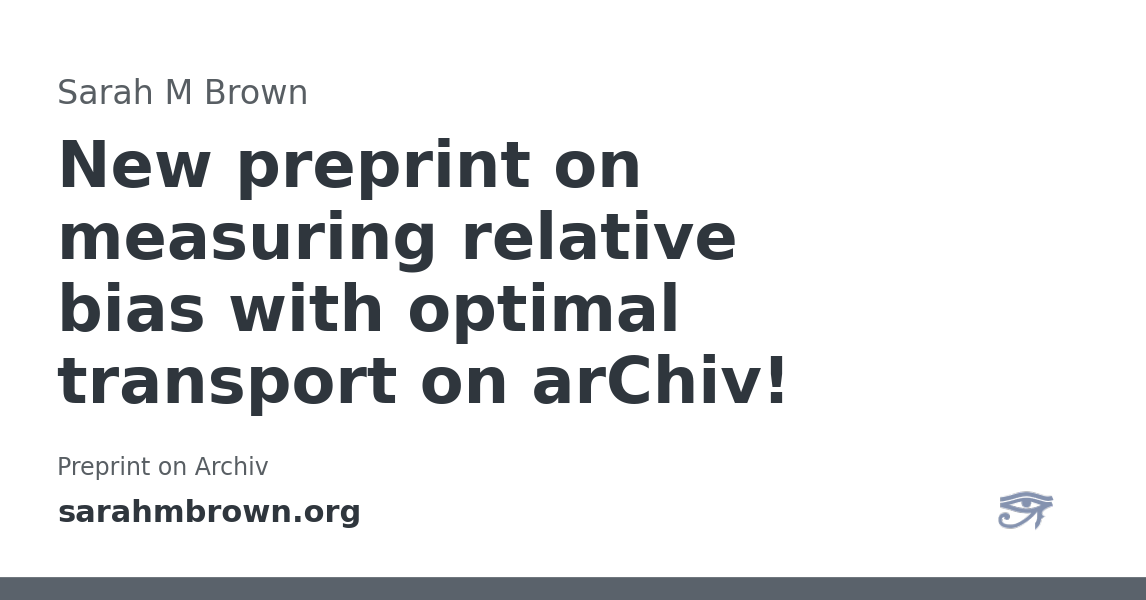 Sarah M Brown
New preprint on
measuring relative
bias with optimal
transport on arChiv!
Preprint on Archiv
sarahmbrown.org